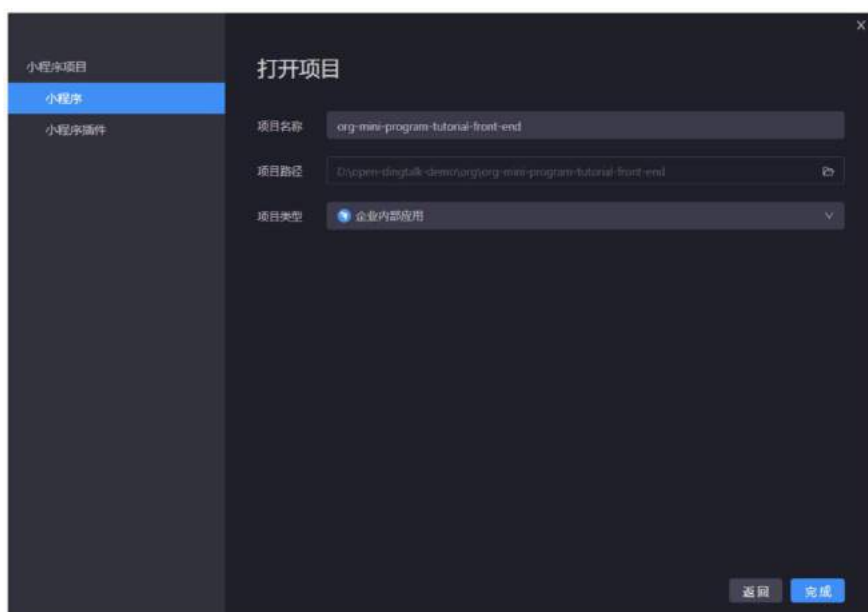 小程序项目
小程序
小程序插件
打开项目
项目名称 org-mini-program-tutorial-front-end
项目路径 D:\open-dingtalk-demo\org\org-mini-program-tutorial-front-end
项目类型 企业内部应用
返回 完成